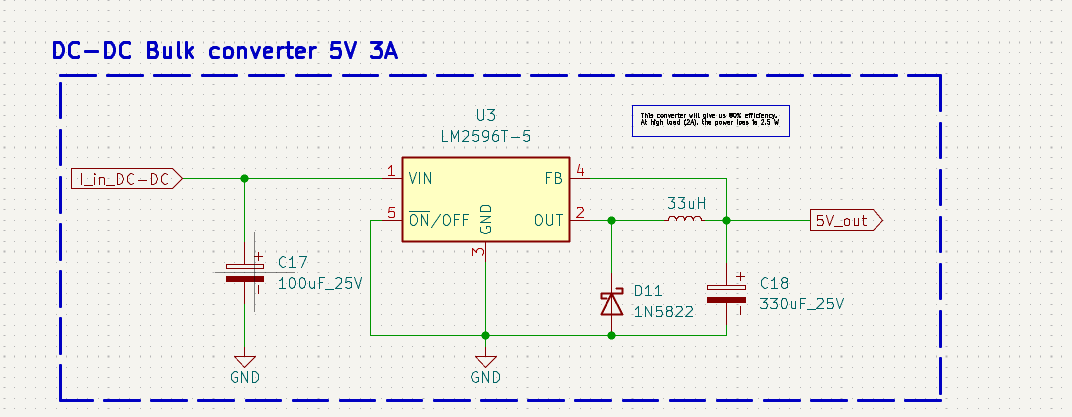 DC-DC Bulk converter 5V 3A
This converter will give us 80% efficiency.
At high load (2A), the power loss is 2.5 W
U3
LM2596T-5
I_in_DC-DC
1
VIN
FB
4
5
ON/OFF
GND
OUT
2
3
33uH
5V_out
+
C17
100uF_25V
-
D11
1N5822
+
C18
330uF_25V
-
GND
GND